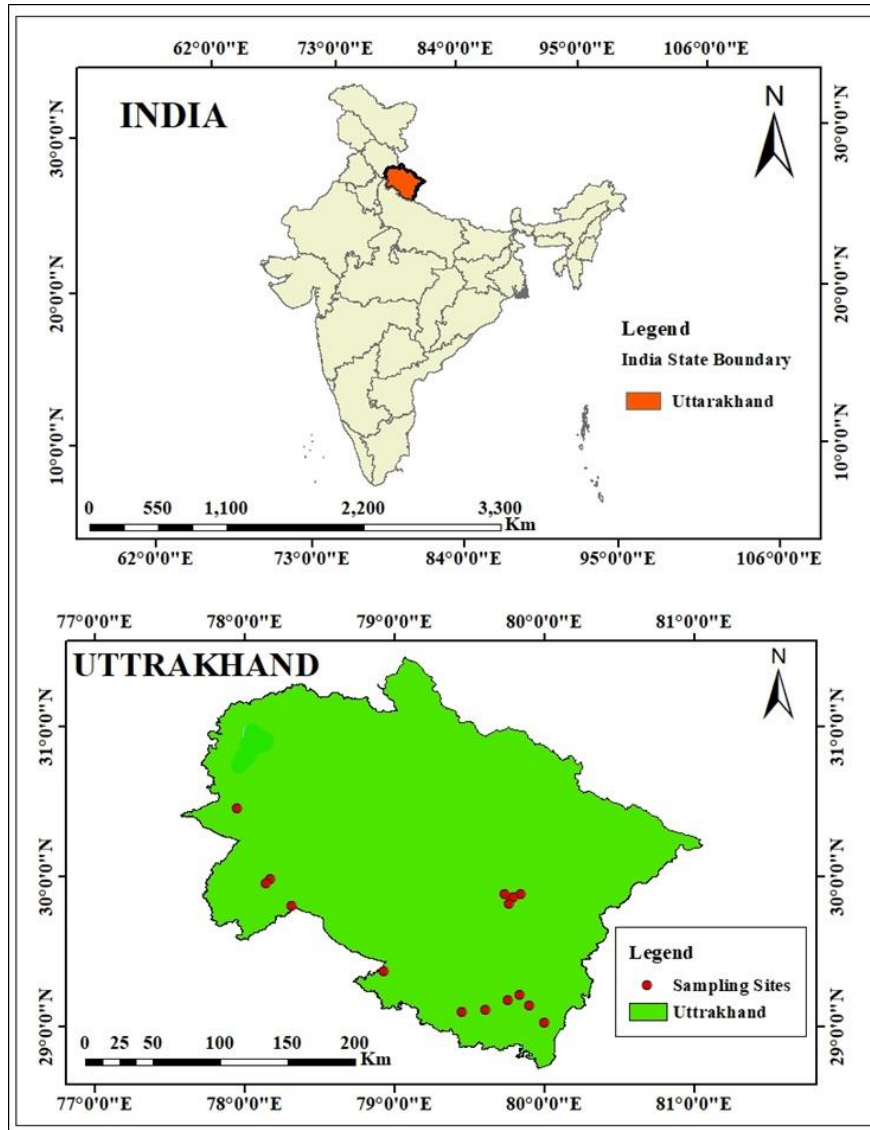 62°0'0"E 73°0'0"E 84°0'0"E 95°0'0"E 106°0'0"E
INDIA
N
30°0'0"N
30°0'0"N
20°0'0"N
20°0'0"N
10°0'0"N
10°0'0"N
Legend
India State Boundary
Uttarakhand
0 550 1,100 2,200 3,300
Km
62°0'0"E 73°0'0"E 84°0'0"E 95°0'0"E 106°0'0"E
77°0'0"E 78°0'0"E 79°0'0"E 80°0'0"E 81°0'0"E
UTTRAKHAND
N
31°0'0"N
31°0'0"N
30°0'0"N
30°0'0"N
29°0'0"N
29°0'0"N
Legend
Sampling Sites
Uttrakhand
0 25 50 100 150 200
Km
77°0'0"E 78°0'0"E 79°0'0"E 80°0'0"E 81°0'0"E